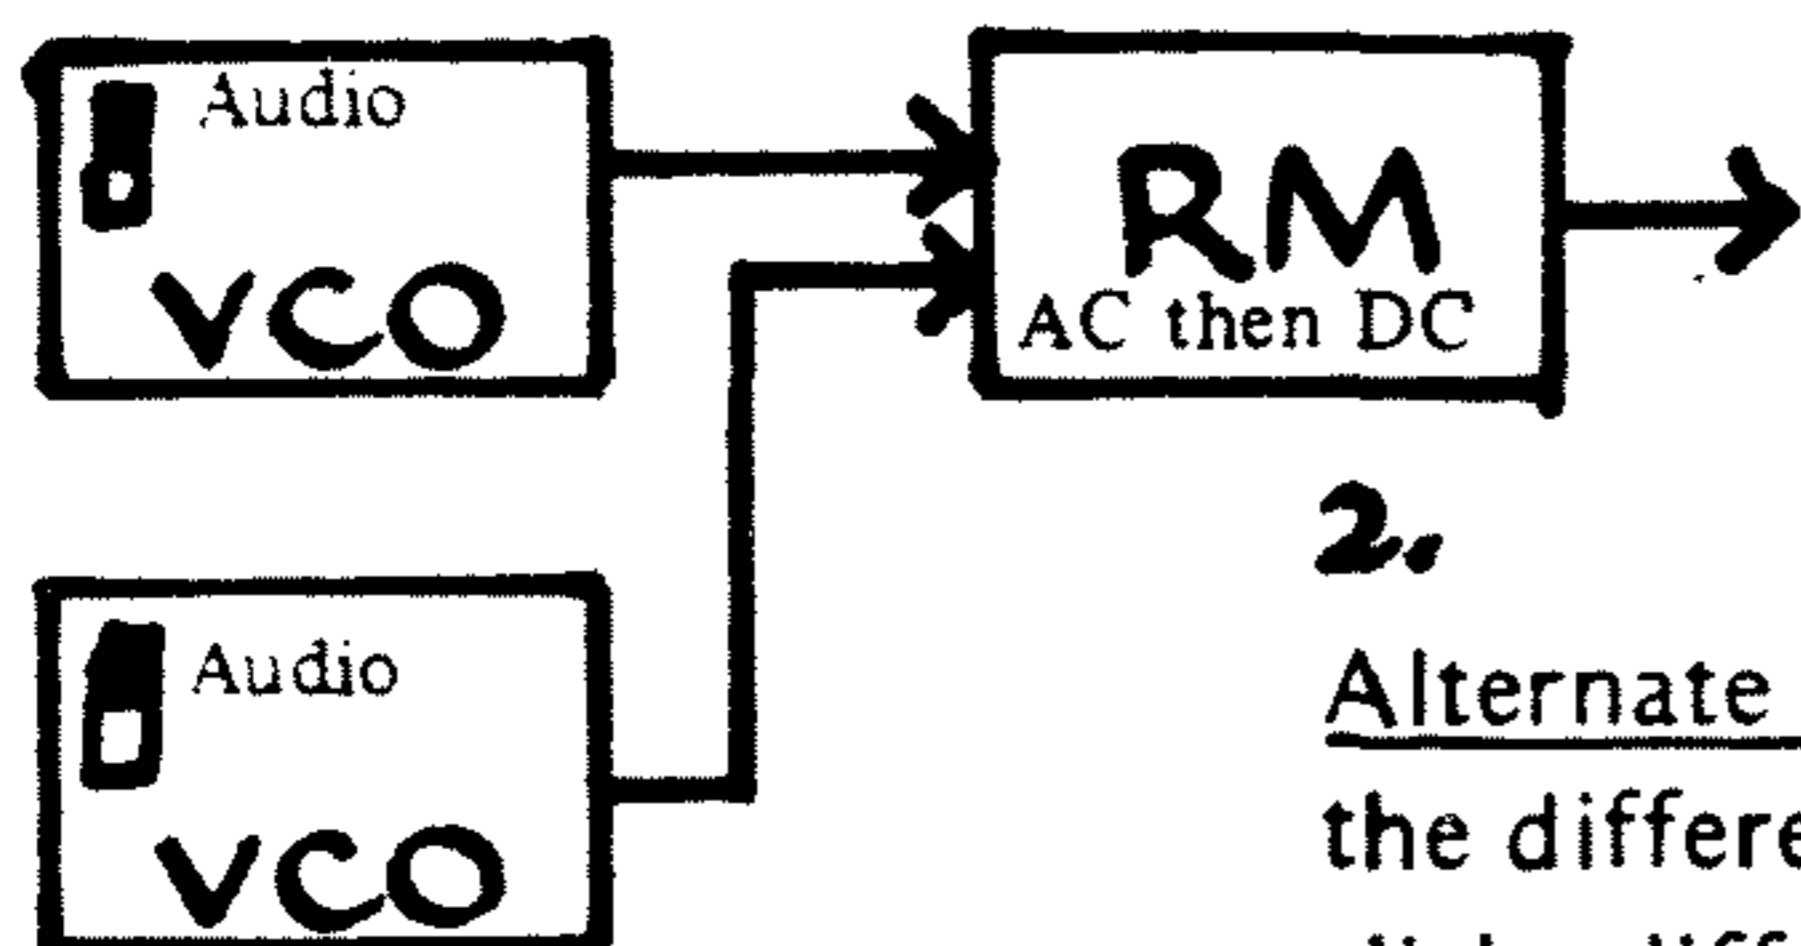 Audio
VCO
RM
AC then DC
Audio
VCO
2.
Alternate
the differe